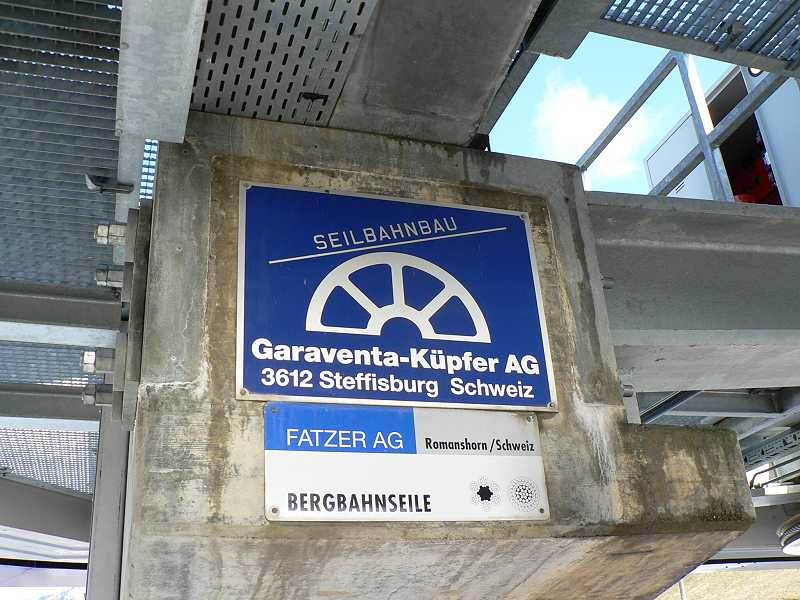 SEILBAHNBAU
Garaventa-Küpfer AG
3612 Steffisburg Schweiz
FATZER AG
Romanshorn/Schweiz
BERGBAHNSEILE